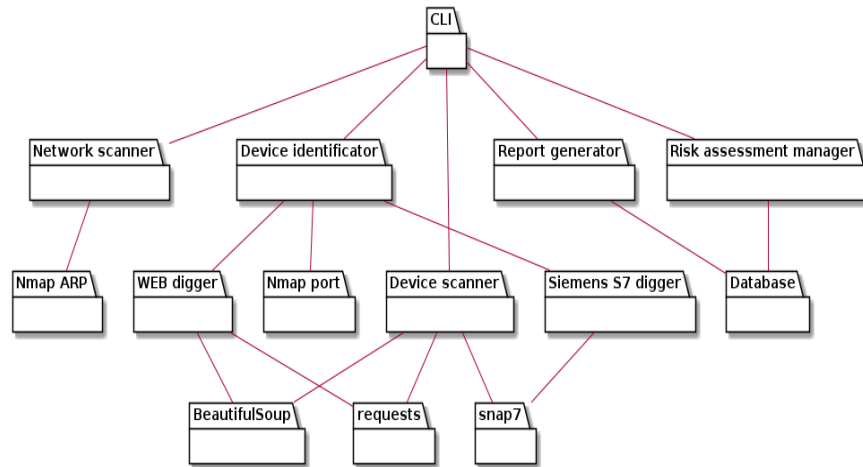 CLI
Network scanner
Device identificator
Report generator
Risk assessment manager
Nmap ARP
WEB digger
Nmap port
Device scanner
Siemens S7 digger
Database
BeautifulSoup
requests
snap7